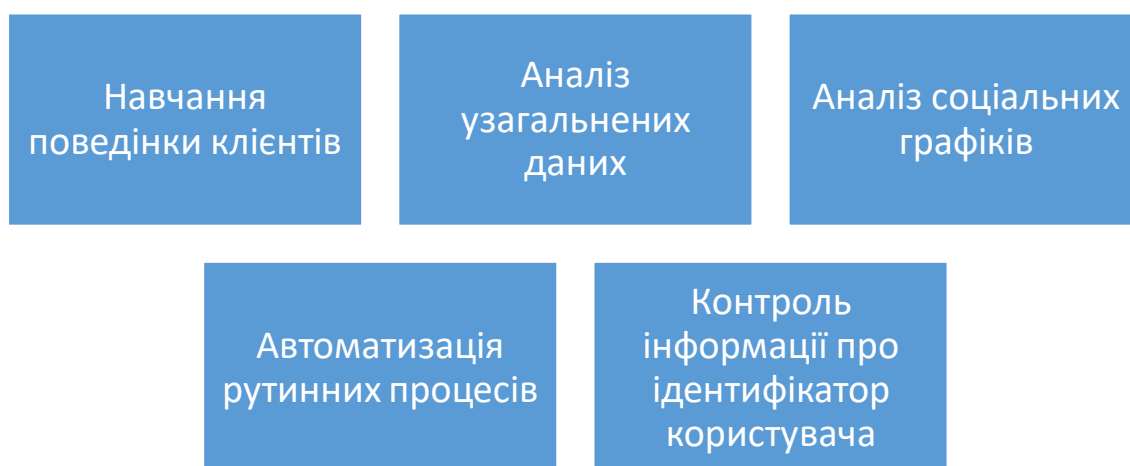 Навчання
поведінки клієнтів
Аналіз
узагальнених
даних
Аналіз соціальних
графіків
Автоматизація
рутинних процесів
Контроль
інформації про
ідентифікатор
користувача